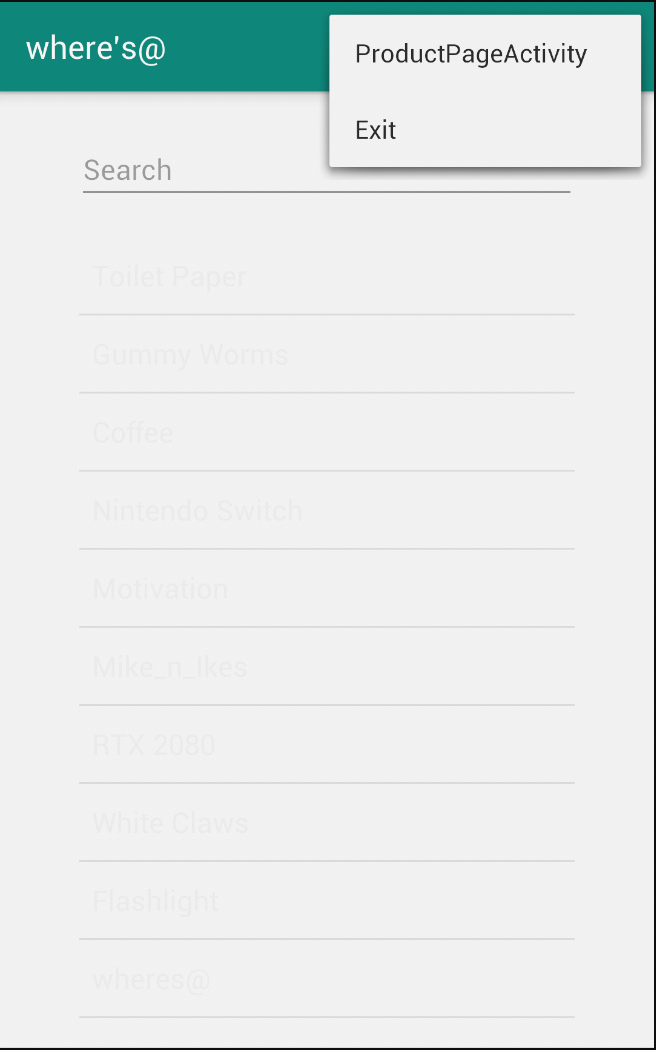 where's@
ProductPageActivity
Exit
Search
Toilet Paper
Gummy Worms
Coffee
Nintendo Switch
Motivation
Mike_n_Ikes
RTX 2080
White Claws
Flashlight
wheres@